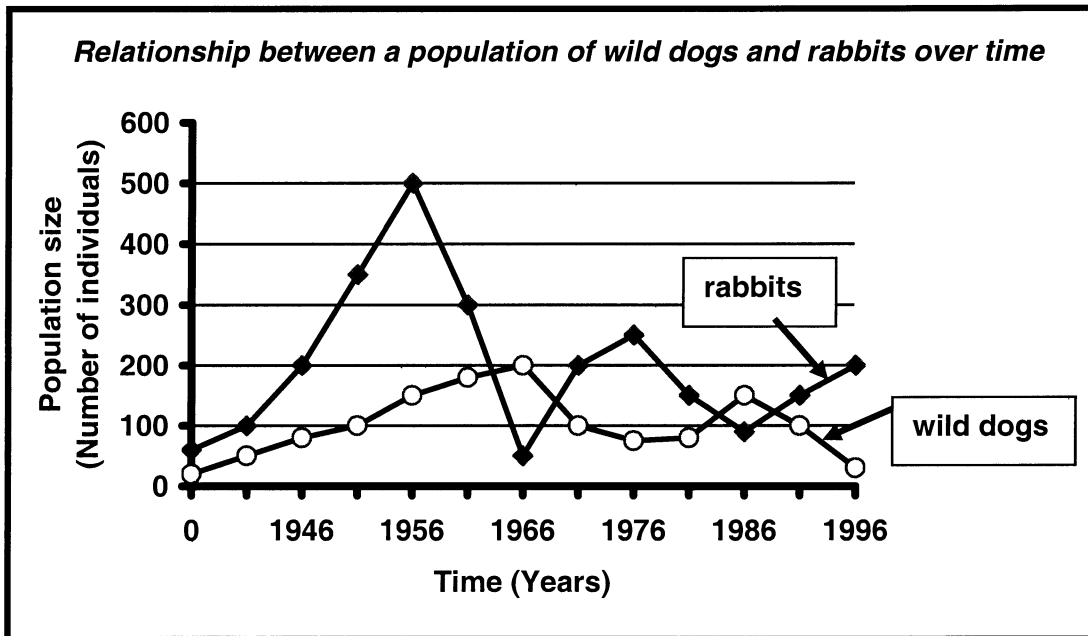 Relationship between a population of wild dogs and rabbits over time
Population size
(Number of individuals)
600
500
400
300
200
100
0
rabbits
wild dogs
0 1946 1956 1966 1976 1986 1996
Time (Years)